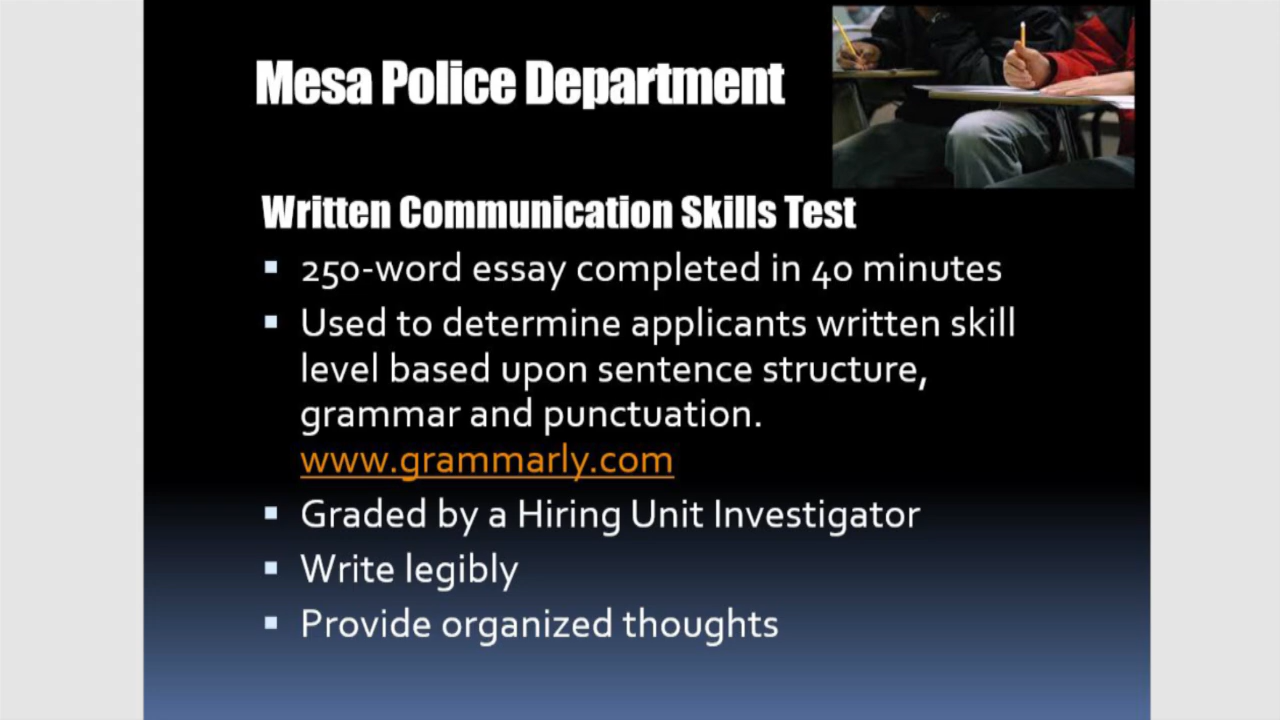 Mesa Police Department
Written Communication Skills Test
▪ 250-word essay completed in 40 minutes
▪ Used to determine applicants written skill
level based upon sentence structure,
grammar and punctuation.
www.grammarly.com
▪ Graded by a Hiring Unit Investigator
▪ Write legibly
▪ Provide organized thoughts